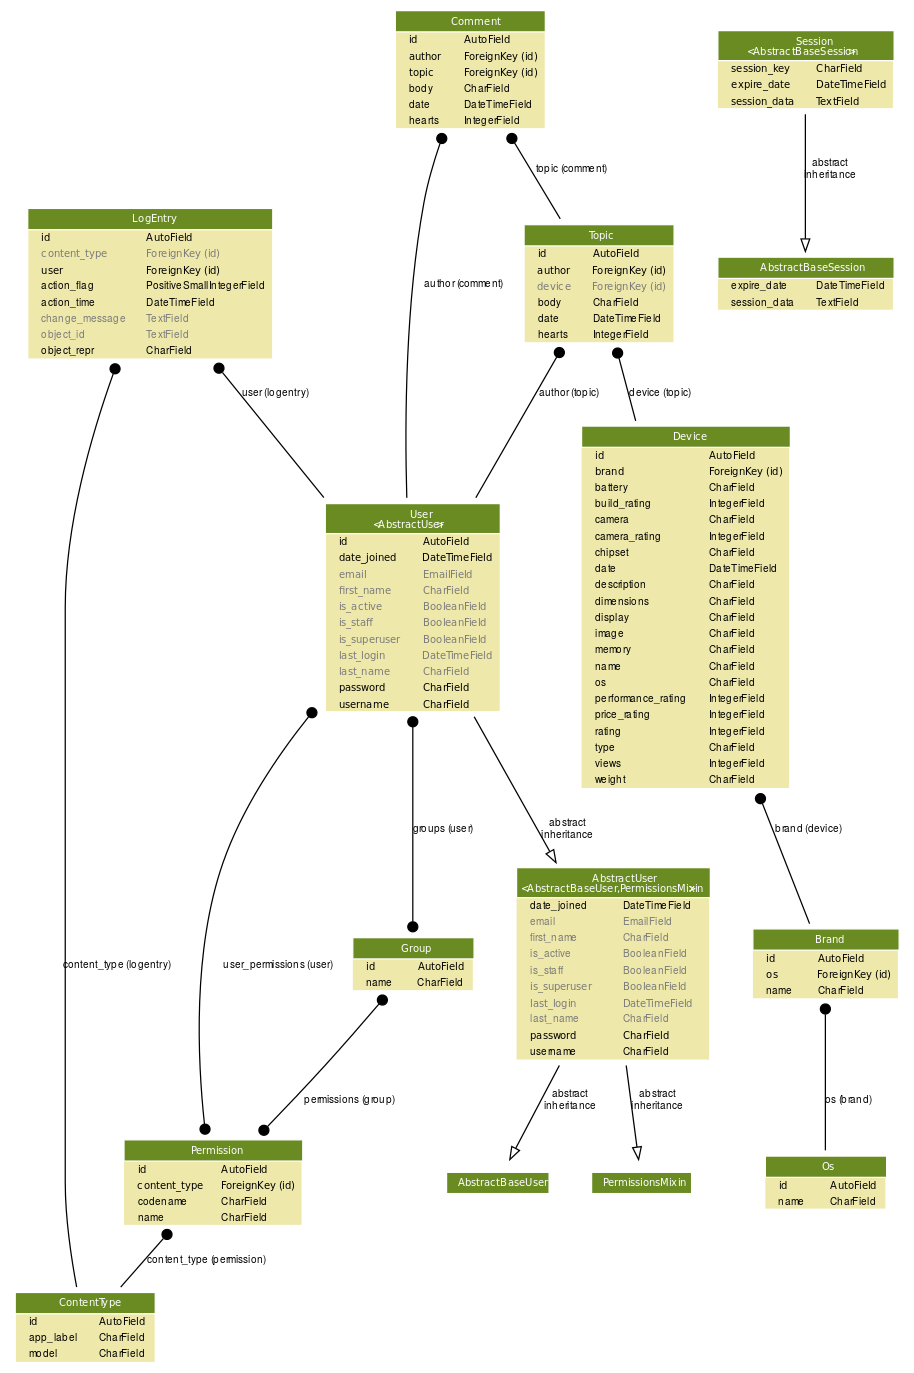 Comment
id AutoField
author ForeignKey (id)
topic ForeignKey (id)
body CharField
date DateTimeField
hearts IntegerField
Session
<AbstractBaseSession>
session_key CharField
expire_date DateTimeField
session_data TextField
topic (comment)
abstract
inheritance
LogEntry
id AutoField
content_type ForeignKey (id)
user ForeignKey (id)
action_flag PositiveSmallIntegerField
action_time DateTimeField
change_message TextField
object_id TextField
object_repr CharField
Topic
id AutoField
author ForeignKey (id)
device ForeignKey (id)
body CharField
date DateTimeField
hearts IntegerField
AbstractBaseSession
expire_date DateTimeField
session_data TextField
author (comment)
user (logentry)
author (topic)
device (topic)
Device
id AutoField
brand ForeignKey (id)
battery CharField
build_rating IntegerField
camera CharField
camera_rating IntegerField
chipset CharField
date DateTimeField
description CharField
dimensions CharField
display CharField
image CharField
memory CharField
name CharField
os CharField
performance_rating IntegerField
price_rating IntegerField
rating IntegerField
type CharField
views IntegerField
weight CharField
User
<AbstractUser>
id AutoField
date_joined DateTimeField
email EmailField
first_name CharField
is_active BooleanField
is_staff BooleanField
is_superuser BooleanField
last_login DateTimeField
last_name CharField
password CharField
username CharField
groups (user)
abstract
inheritance
brand (device)
AbstractUser
<AbstractBaseUser,PermissionsMixin>
date_joined DateTimeField
email EmailField
first_name CharField
is_active BooleanField
is_staff BooleanField
is_superuser BooleanField
last_login DateTimeField
last_name CharField
password CharField
username CharField
Group
id AutoField
name CharField
Brand
id AutoField
os ForeignKey (id)
name CharField
content_type (logentry)
user_permissions (user)
permissions (group)
abstract
inheritance
abstract
inheritance
os (brand)
Permission
id AutoField
content_type ForeignKey (id)
codename CharField
name CharField
AbstractBaseUser
PermissionsMixin
Os
id AutoField
name CharField
content_type (permission)
ContentType
id AutoField
app_label CharField
model CharField